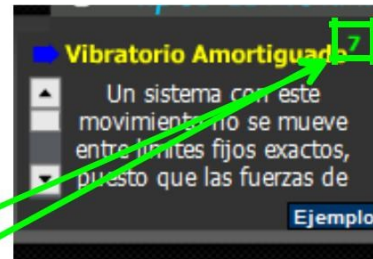 Vibratorio Amortiguado 7
Un sistema con este
movimiento no se mueve
entre límites fijos exactos,
puesto que las fuerzas de
Ejemplo